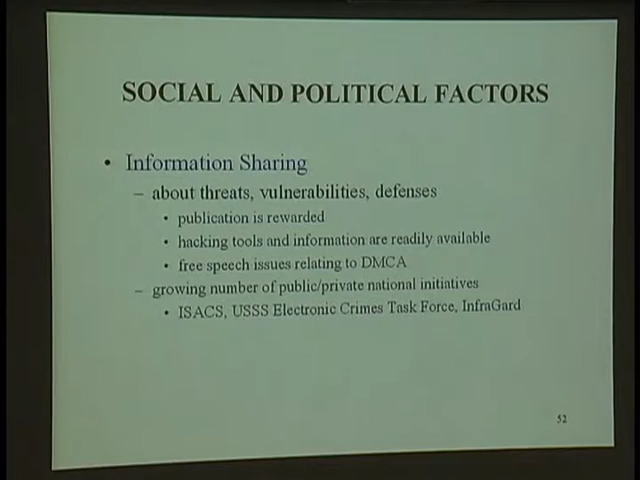 SOCIAL AND POLITICAL FACTORS
• Information Sharing
– about threats, vulnerabilities, defenses
• publication is rewarded
• hacking tools and information are readily available
• free speech issues relating to DMCA
– growing number of public/private national initiatives
• ISACS, USSS Electronic Crimes Task Force, InfraGard
52